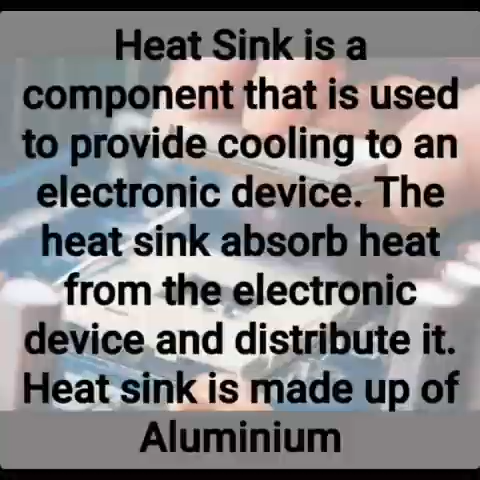 Heat Sink is a
component that is used
to provide cooling to an
electronic device. The
heat sink absorb heat
from the electronic
device and distribute it.
Heat sink is made up of
Aluminium